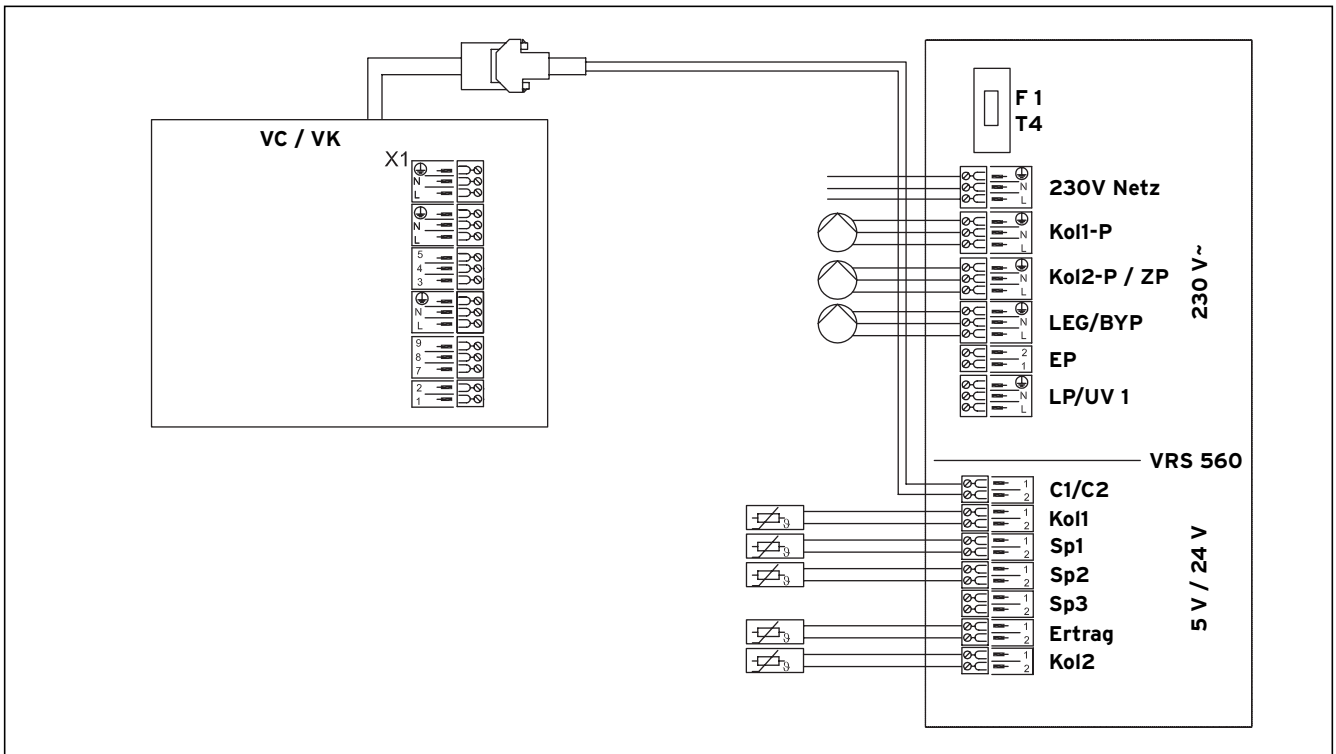 VC / VK
X1
N
L
N
L
5
4
3
N
L
9
8
7
2
1
F 1
T4
N
L
230V Netz
N
L
Kol1-P
N
L
Kol2-P / ZP
N
L
LEG/BYP
2
1
EP
N
L
LP/UV 1
230 V~
VRS 560
1
2
C1/C2
1
2
Kol1
1
2
Sp1
1
2
Sp2
1
2
Sp3
1
2
Ertrag
1
2
Kol2
5 V / 24 V
ϑ
ϑ
ϑ
ϑ
ϑ